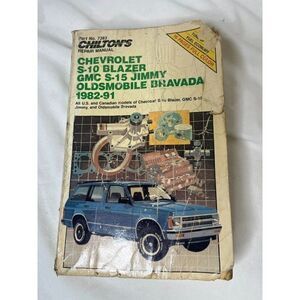 Part No. 7383
CHILTON'S
REPAIR MANUAL
CHEVROLET
S-10 BLAZER
GMC S-15 JIMMY
OLDSMOBILE BRAVADA
1982-91
All U.S. and Canadian models of Chevrolet S-10 Blazer, GMC S-15
Jimmy, and Oldsmobile Bravada